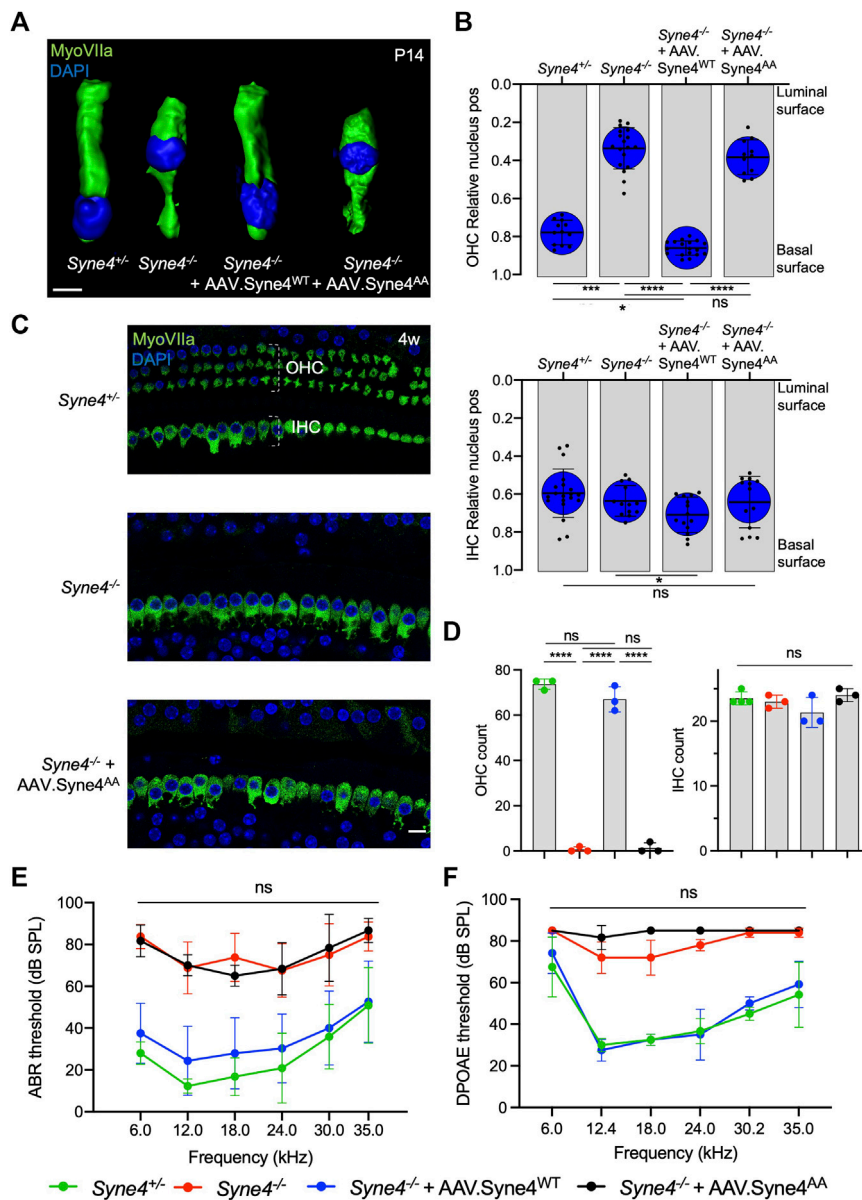 A
MyoVIIa
DAPI
P14
Syne4+/-
Syne4-/-
Syne4-/-
+ AAV.Syne4WT
Syne4-/-
+ AAV.Syne4AA
B
Syne4+/-
Syne4-/-
Syne4-/-
+ AAV.
Syne4WT
Syne4-/-
+ AAV.
Syne4AA
OHC Relative nucleus pos
0.0
0.2
0.4
0.6
0.8
1.0
Luminal
surface
Basal
surface
***
****
****
*
ns
Syne4+/-
Syne4-/-
Syne4-/-
+ AAV.
Syne4WT
Syne4-/-
+ AAV.
Syne4AA
IHC Relative nucleus pos
0.0
0.2
0.4
0.6
0.8
1.0
Luminal
surface
Basal
surface
*
ns
C
MyoVIIa
DAPI
4w
OHC
IHC
Syne4+/-
Syne4-/-
Syne4-/- +
AAV.Syne4AA
D
ns
ns
****
****
****
OHC count
80
60
40
20
0
ns
IHC count
20
10
0
E
ns
ABR threshold (dB SPL)
100
80
60
40
20
0
6.0 12.0 18.0 24.0 30.0 35.0
Frequency (kHz)
F
ns
DPOAE threshold (dB SPL)
100
80
60
40
20
0
6.0 12.4 18.0 24.0 30.2 35.0
Frequency (kHz)
Syne4+/- Syne4-/- Syne4-/- + AAV.Syne4WT Syne4-/- + AAV.Syne4AA